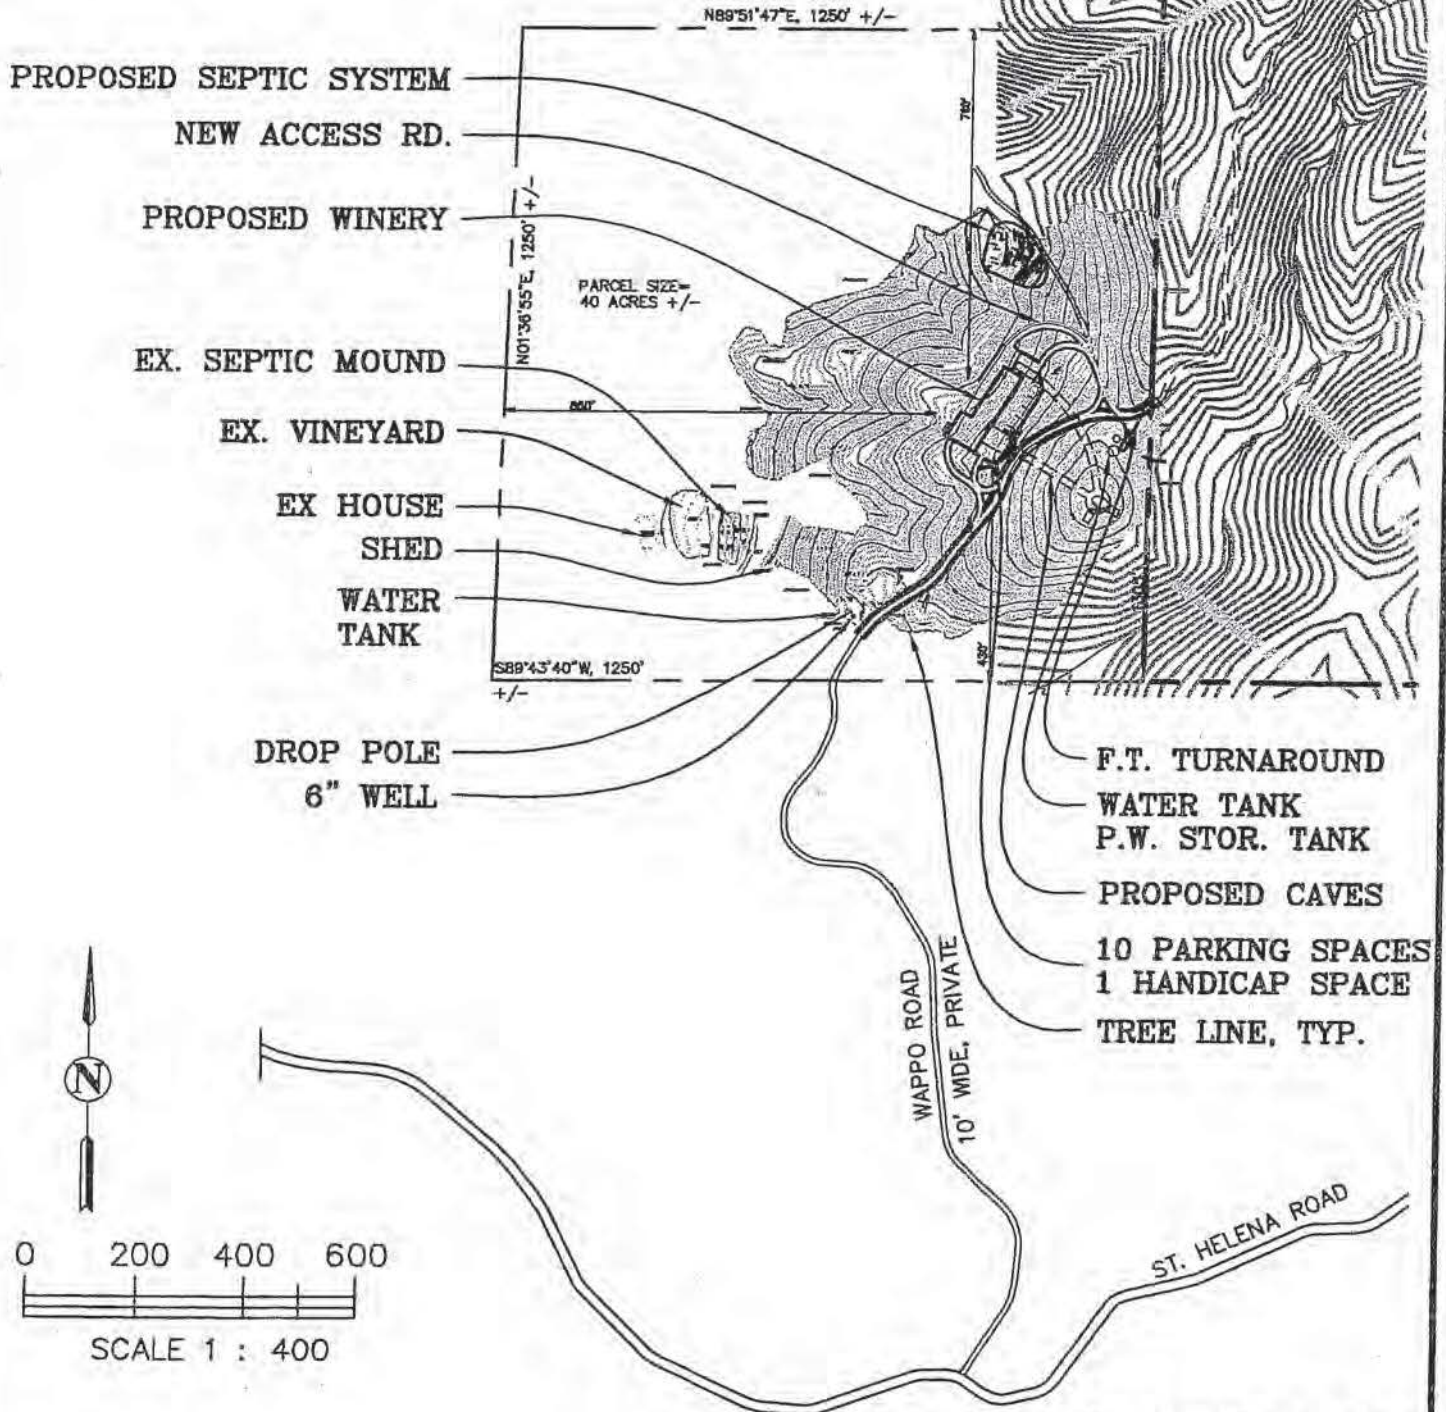 N89°51'47"E, 1250' +/-
PROPOSED SEPTIC SYSTEM
NEW ACCESS RD.
PROPOSED WINERY
760'
N01°36'55"E, 1250' +/-
PARCEL SIZE=
40 ACRES +/-
EX. SEPTIC MOUND
860'
EX. VINEYARD
EX HOUSE
SHED
WATER
TANK
S89°43'40"W, 1250'
+/-
430'
DROP POLE
6" WELL
F.T. TURNAROUND
WATER TANK
P.W. STOR. TANK
PROPOSED CAVES
10 PARKING SPACES
1 HANDICAP SPACE
TREE LINE, TYP.
WAPPO ROAD
10' WIDE, PRIVATE
N
ST. HELENA ROAD
0 200 400 600
SCALE 1 : 400